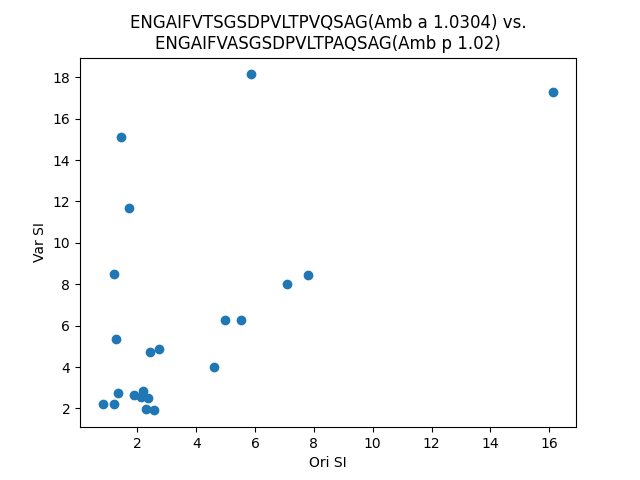 ENGAIFVTSGSDPVLTPVQSAG(Amb a 1.0304) vs.
ENGAIFVASGSDPVLTPAQSAG(Amb p 1.02)
18
16
14
12
10
8
6
4
2
Var SI
2 4 6 8 10 12 14 16
Ori SI